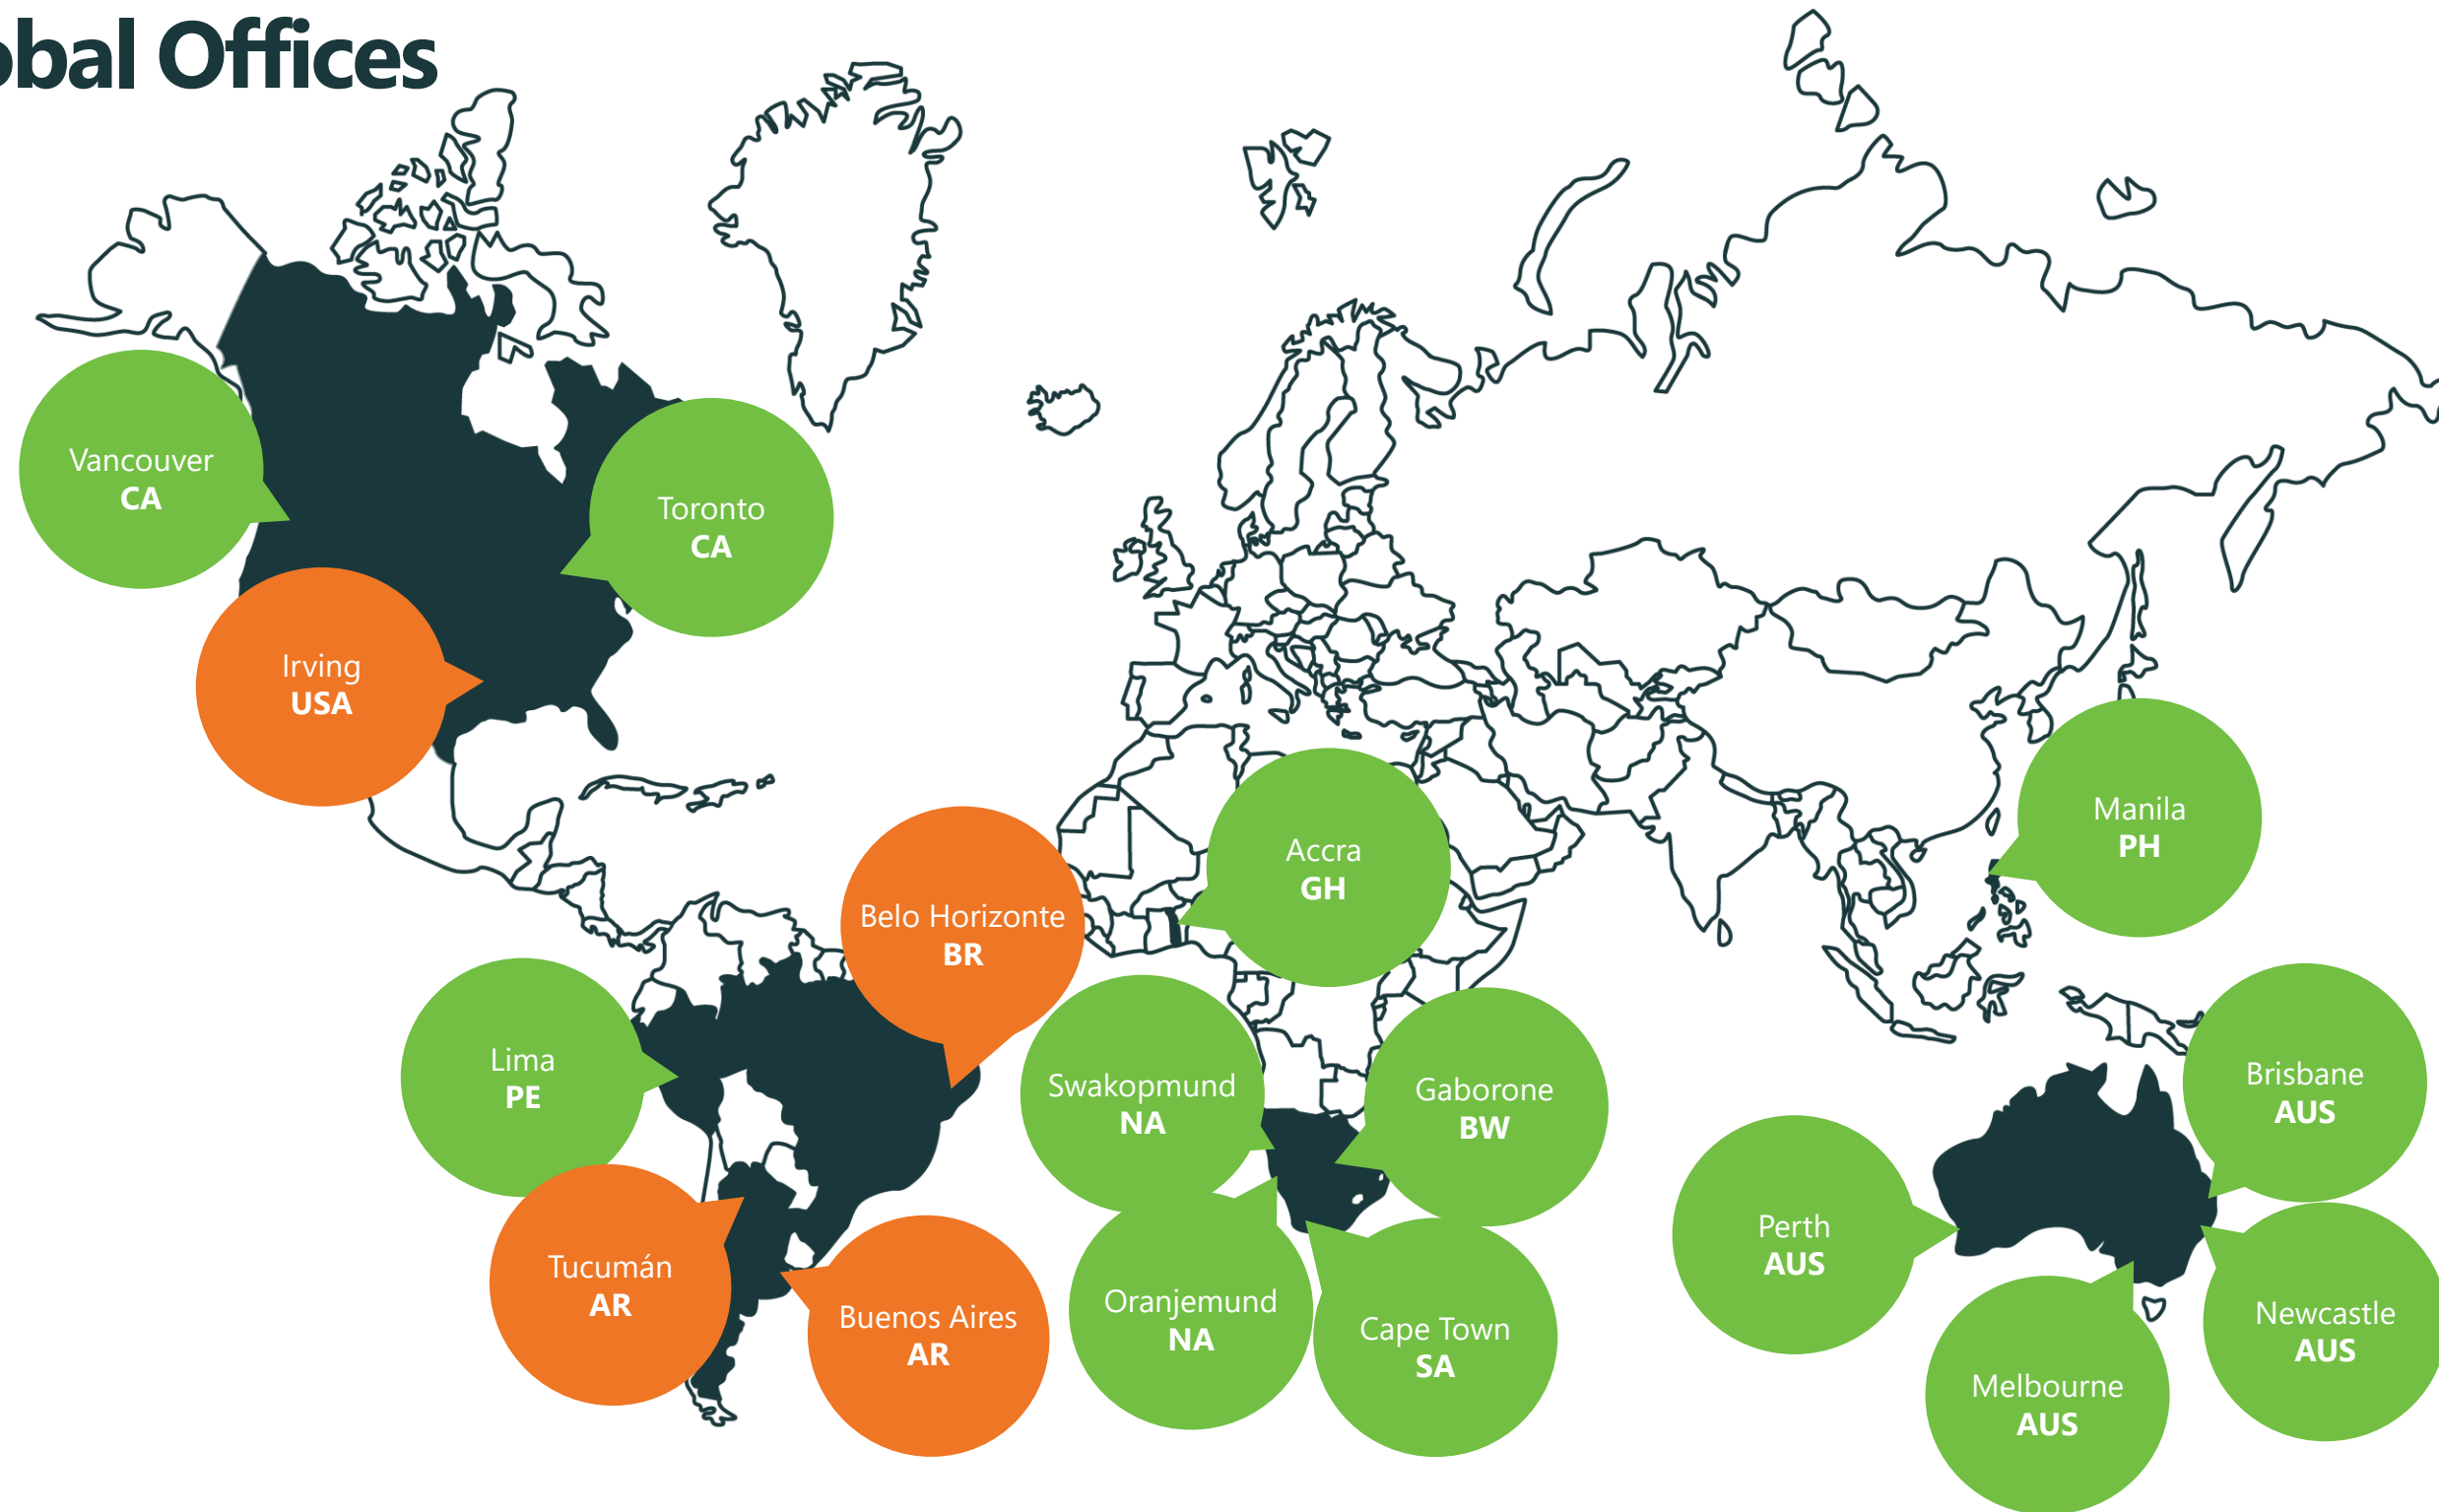 obal Offices
Vancouver
CA
Toronto
CA
Irving
USA
Belo Horizonte
BR
Accra
GH
Manila
PH
Lima
PE
Swakopmund
NA
Gaborone
BW
Brisbane
AUS
Tucumán
AR
Buenos Aires
AR
Oranjemund
NA
Cape Town
SA
Perth
AUS
Melbourne
AUS
Newcastle
AUS